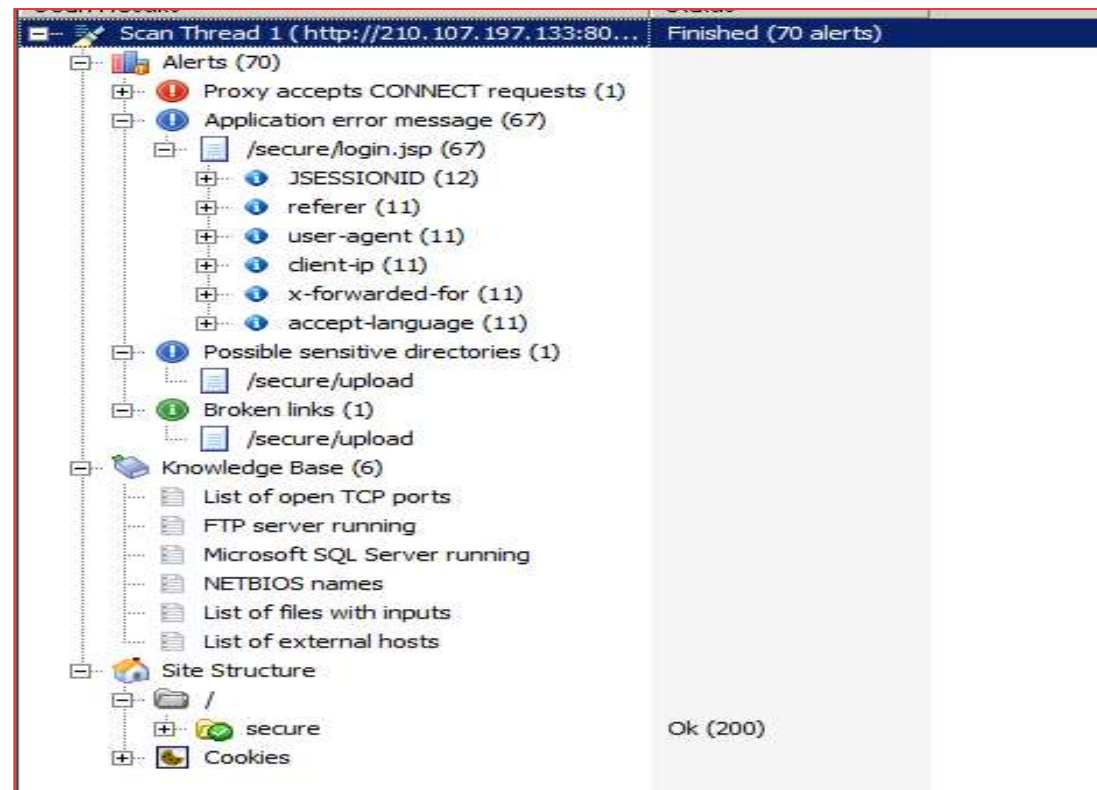 Scan Thread 1 ( http://210.107.197.133:80... Finished (70 alerts)
Alerts (70)
Proxy accepts CONNECT requests (1)
Application error message (67)
/secure/login.jsp (67)
JSESSIONID (12)
referer (11)
user-agent (11)
client-ip (11)
x-forwarded-for (11)
accept-language (11)
Possible sensitive directories (1)
/secure/upload
Broken links (1)
/secure/upload
Knowledge Base (6)
List of open TCP ports
FTP server running
Microsoft SQL Server running
NETBIOS names
List of files with inputs
List of external hosts
Site Structure
/
secure Ok (200)
Cookies